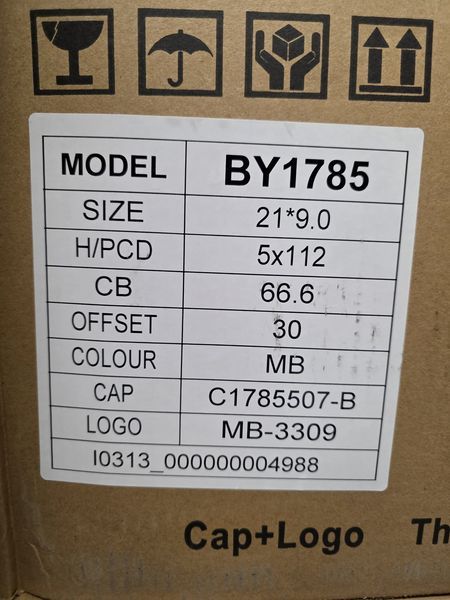 MODEL BY1785
SIZE 21*9.0
H/PCD 5x112
CB 66.6
OFFSET 30
COLOUR MB
CAP C1785507-B
LOGO MB-3309
I0313_000000004988
Cap+Logo Th